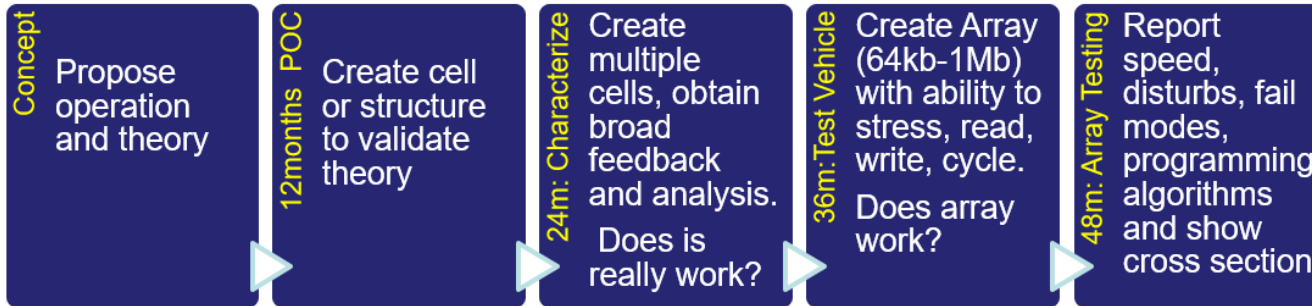 Concept
Propose
operation
and theory
12months POC
Create cell
or structure
to validate
theory
24m: Characterize
Create
multiple
cells, obtain
broad
feedback
and analysis.
Does is
really work?
36m:Test Vehicle
Create Array
(64kb-1Mb)
with ability to
stress, read,
write, cycle.
Does array
work?
48m: Array Testing
Report
speed,
disturbs, fail
modes,
programming
algorithms
and show
cross section